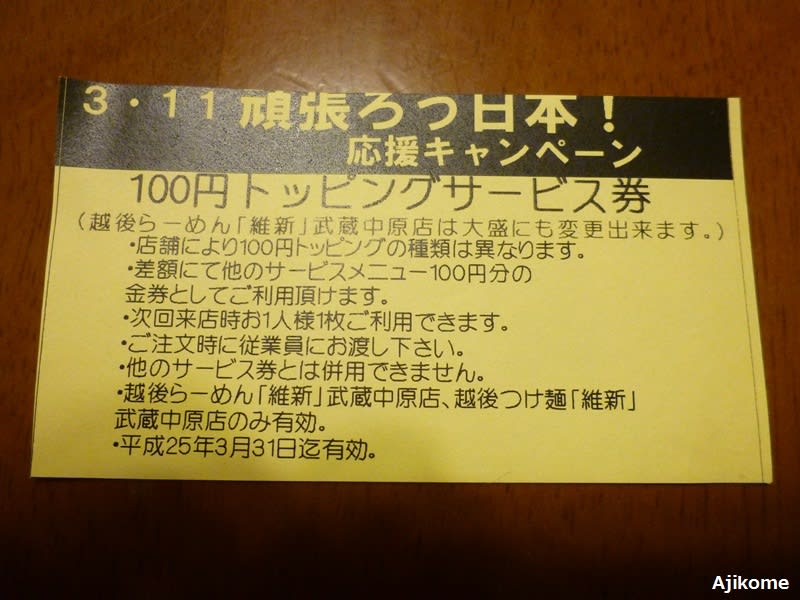 3・11 頑張ろう日本！
応援キャンペーン
100円トッピングサービス券
（越後らーめん「維新」武蔵中原店は大盛にも変更出来ます。）
・店舗により100円トッピングの種類は異なります。
・差額にて他のサービスメニュー100円分の
金券としてご利用頂けます。
・次回来店時お1人様1枚ご利用できます。
・ご注文時に従業員にお渡し下さい。
・他のサービス券とは併用できません。
・越後らーめん「維新」武蔵中原店、越後つけ麺「維新」
武蔵中原店のみ有効。
・平成25年3月31日迄有効。
Ajikome